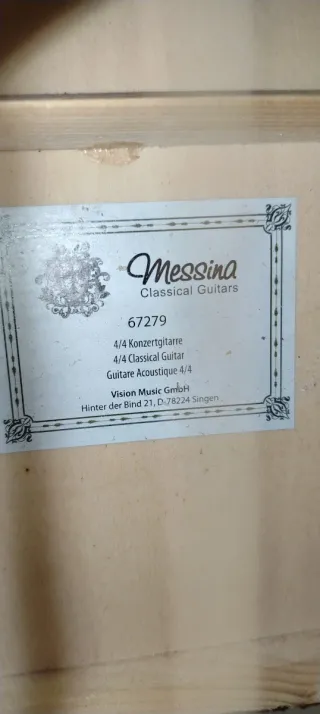 Messina
Classical Guitars
67279
4/4 Konzertgitarre
4/4 Classical Guitar
Guitare Acoustique 4/4
Vision Music GmbH
Hinter der Bind 21, D-78224 Singen